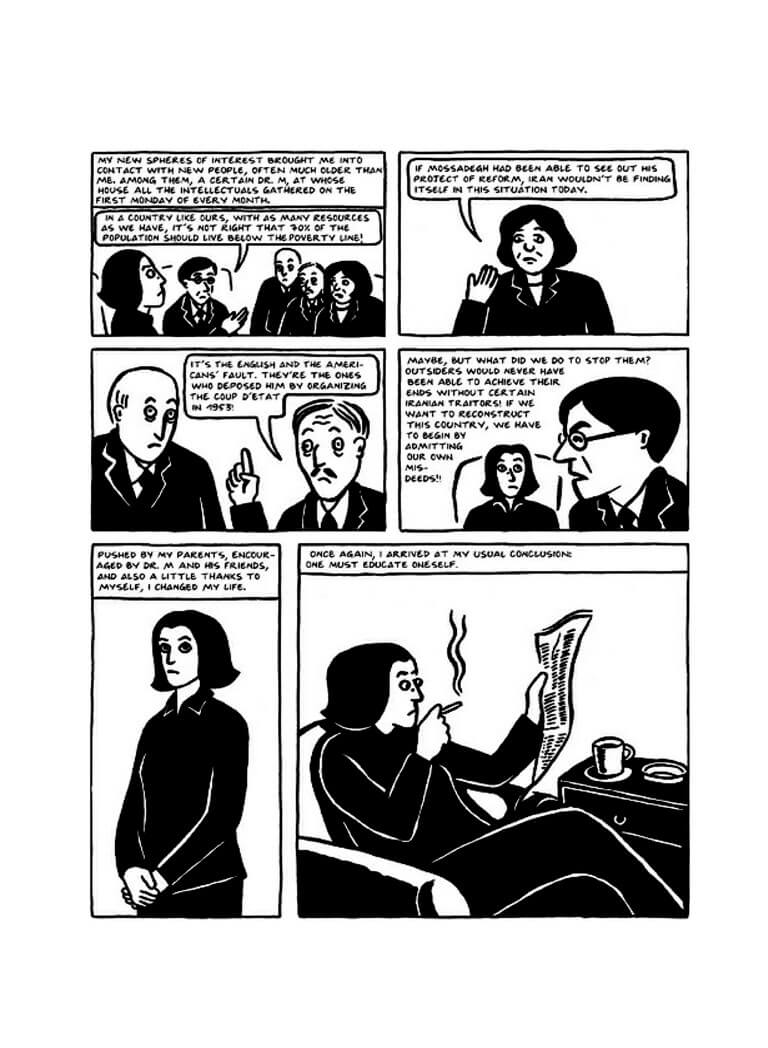 MY NEW SPHERES OF INTEREST BROUGHT ME INTO
CONTACT WITH NEW PEOPLE, OFTEN MUCH OLDER THAN
ME. AMONG THEM, A CERTAIN DR. M, AT WHOSE
HOUSE ALL THE INTELLECTUALS GATHERED ON THE
FIRST MONDAY OF EVERY MONTH.
IN A COUNTRY LIKE OURS, WITH AS MANY RESOURCES
AS WE HAVE, IT'S NOT RIGHT THAT 70% OF THE
POPULATION SHOULD LIVE BELOW THE POVERTY LINE!
IF MOSSADEGH HAD BEEN ABLE TO SEE OUT HIS
PROJECT OF REFORM, IRAN WOULDN'T BE FINDING
ITSELF IN THIS SITUATION TODAY.
IT'S THE ENGLISH AND THE AMERI-
CANS' FAULT. THEY'RE THE ONES
WHO DEPOSED HIM BY ORGANIZING
THE COUP D'ETAT
IN 1953!
MAYBE, BUT WHAT DID WE DO TO STOP THEM?
OUTSIDERS WOULD NEVER HAVE
BEEN ABLE TO ACHIEVE THEIR
ENDS WITHOUT CERTAIN
IRANIAN TRAITORS! IF WE
WANT TO RECONSTRUCT
THIS COUNTRY, WE HAVE
TO BEGIN BY
ADMITTING
OUR OWN
MIS-
DEEDS!!
PUSHED BY MY PARENTS, ENCOUR-
AGED BY DR. M AND HIS FRIENDS,
AND ALSO A LITTLE THANKS TO
MYSELF, I CHANGED MY LIFE.
ONCE AGAIN, I ARRIVED AT MY USUAL CONCLUSION:
ONE MUST EDUCATE ONESELF.